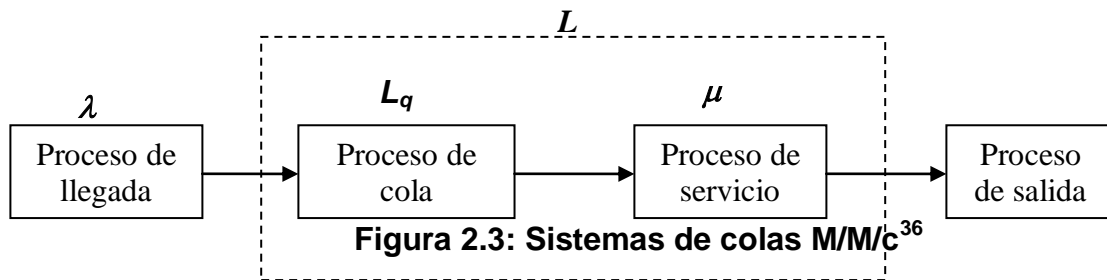 L
λ
Lq
μ
Proceso de
llegada
Proceso de
cola
Proceso de
servicio
Proceso
de salida
Figura 2.3: Sistemas de colas M/M/c36